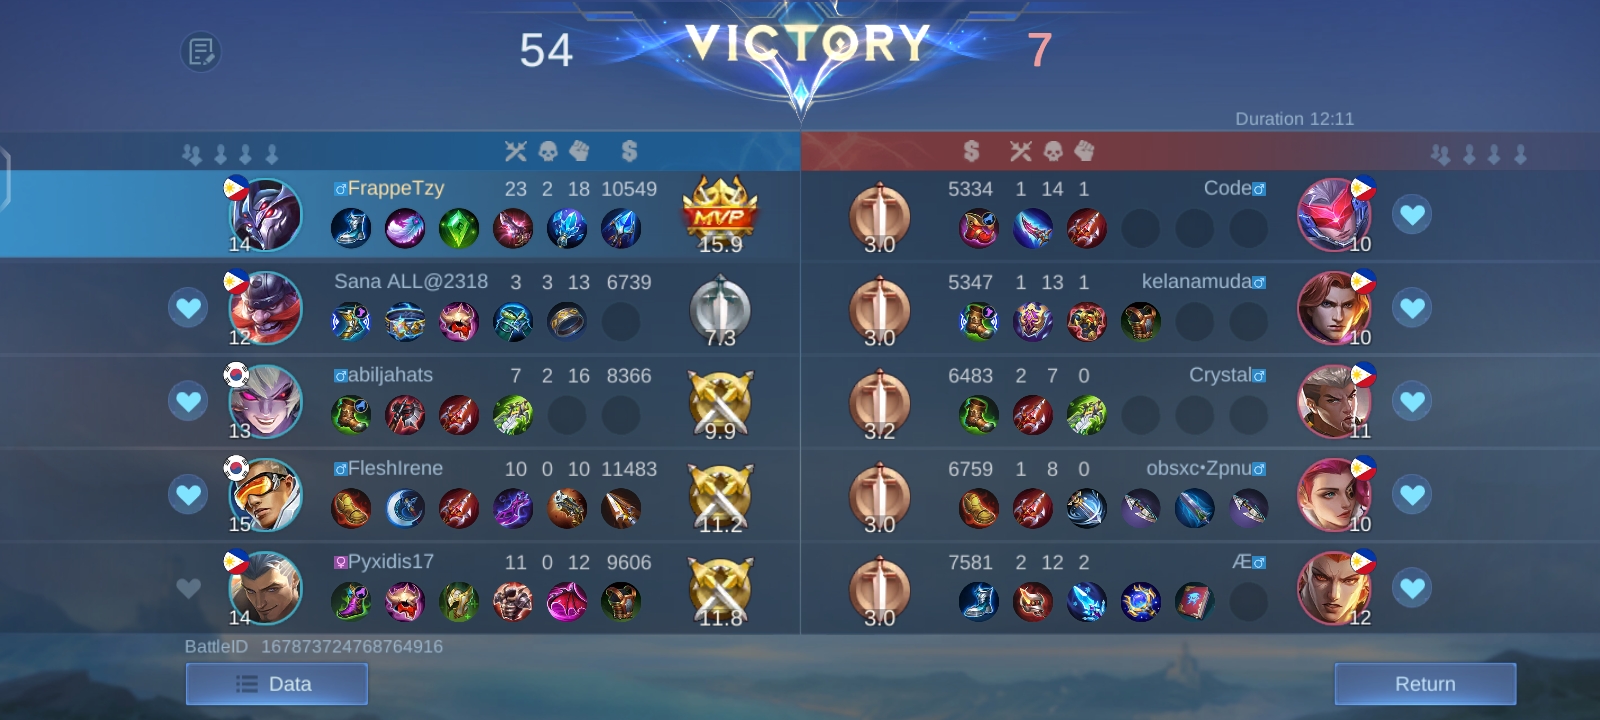 54 VICTORY 7
Duration 12:11
FrappeTzy 23 2 18 10549
14 MVP 15.9
5334 1 14 1 Code
3.0 10
Sana ALL@2318 3 3 13 6739
12 7.3
5347 1 13 1 kelanamuda
3.0 10
abiljahats 7 2 16 8366
13 9.9
6483 2 7 0 Crystal
3.2 11
FleshIrene 10 0 10 11483
15 11.2
6759 1 8 0 obsxc•Zpnu
3.0 10
Pyxidis17 11 0 12 9606
14 11.8
7581 2 12 2 Æ
3.0 12
BattleID 167873724768764916
Data
Return